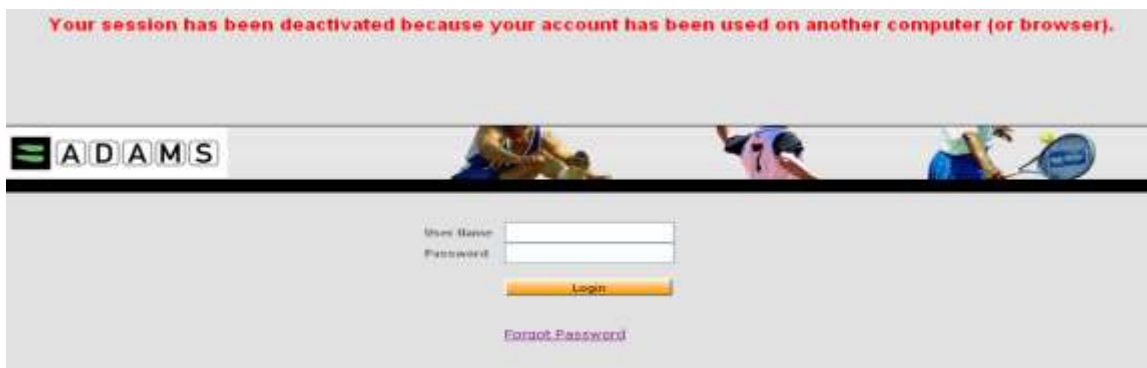 Your session has been deactivated because your account has been used on another computer (or browser).
ADAMS
7
User Name
Password
Login
Forgot Password